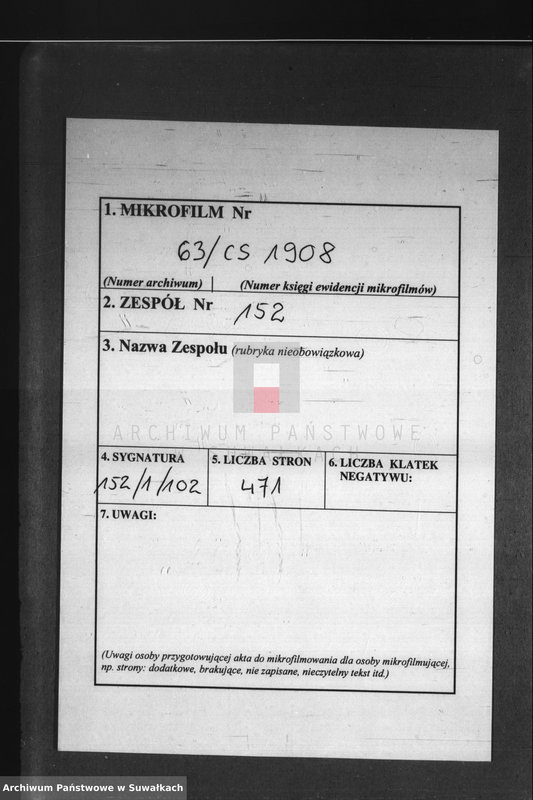 1. MIKROFILM Nr
63/CS 1908
(Numer archiwum) (Numer księgi ewidencji mikrofilmów)
2. ZESPÓŁ Nr 152
3. Nazwa Zespołu (rubryka nieobowiązkowa)
ARCHIWUM PAŃSTWOWE
W SUWAŁKACH
4. SYGNATURA
152/1/102
5. LICZBA STRON
471
6. LICZBA KLATEK
NEGATYWU:
7. UWAGI:
(Uwagi osoby przygotowującej akta do mikrofilmowania dla osoby mikrofilmującej,
np. strony: dodatkowe, brakujące, nie zapisane, nieczytelny tekst itd.)
Archiwum Państwowe w Suwałkach